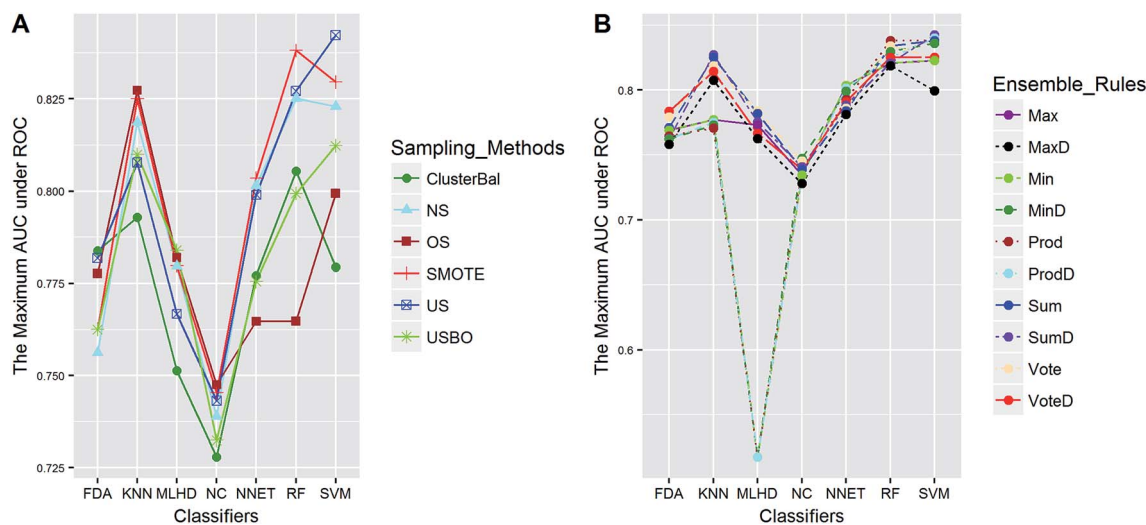 A
The Maximum AUC under ROC
0.825
0.800
0.775
0.750
0.725
FDA KNN MLHD NC NNET RF SVM
Classifiers
Sampling_Methods
ClusterBal
NS
OS
SMOTE
US
USBO
B
The Maximum AUC under ROC
0.8
0.7
0.6
FDA KNN MLHD NC NNET RF SVM
Classifiers
Ensemble_Rules
Max
MaxD
Min
MinD
Prod
ProdD
Sum
SumD
Vote
VoteD